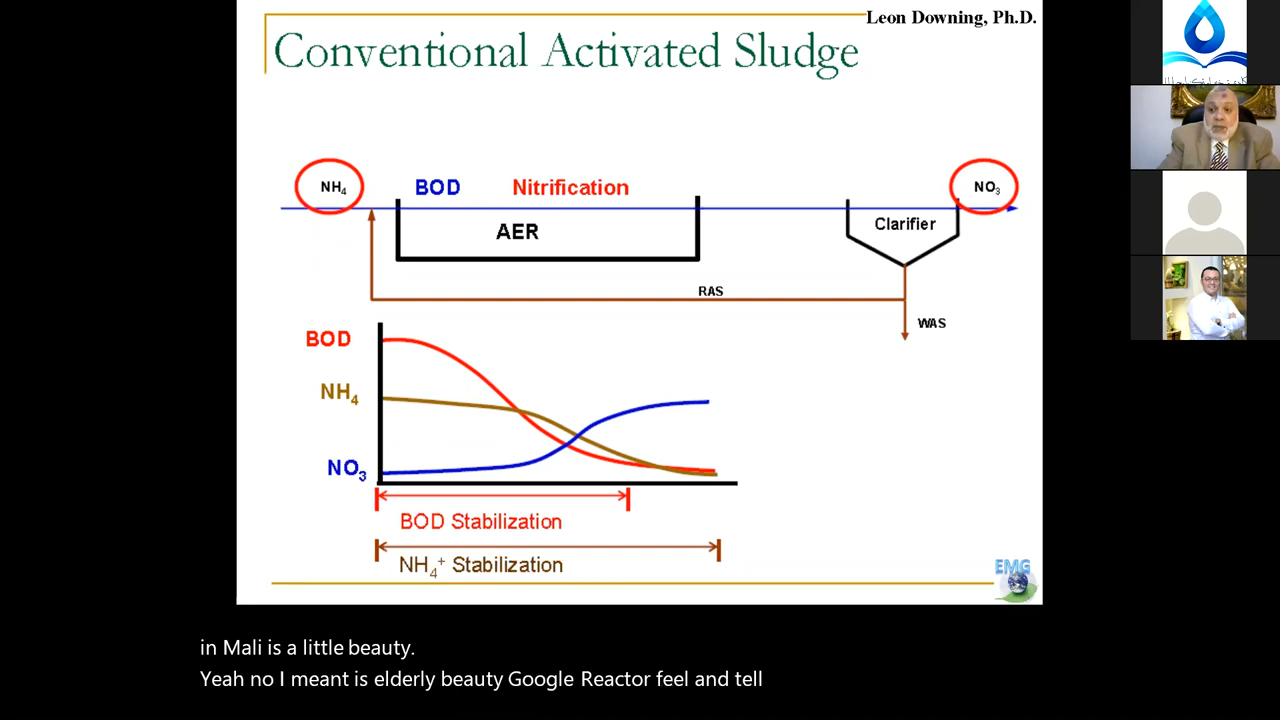 Leon Downing, Ph.D.
Conventional Activated Sludge
NH₄
BOD
Nitrification
NO₃
AER
Clarifier
RAS
WAS
BOD
NH₄
NO₃
BOD Stabilization
NH₄⁺ Stabilization
EMG
in Mali is a little beauty.
Yeah no I meant is elderly beauty Google Reactor feel and tell